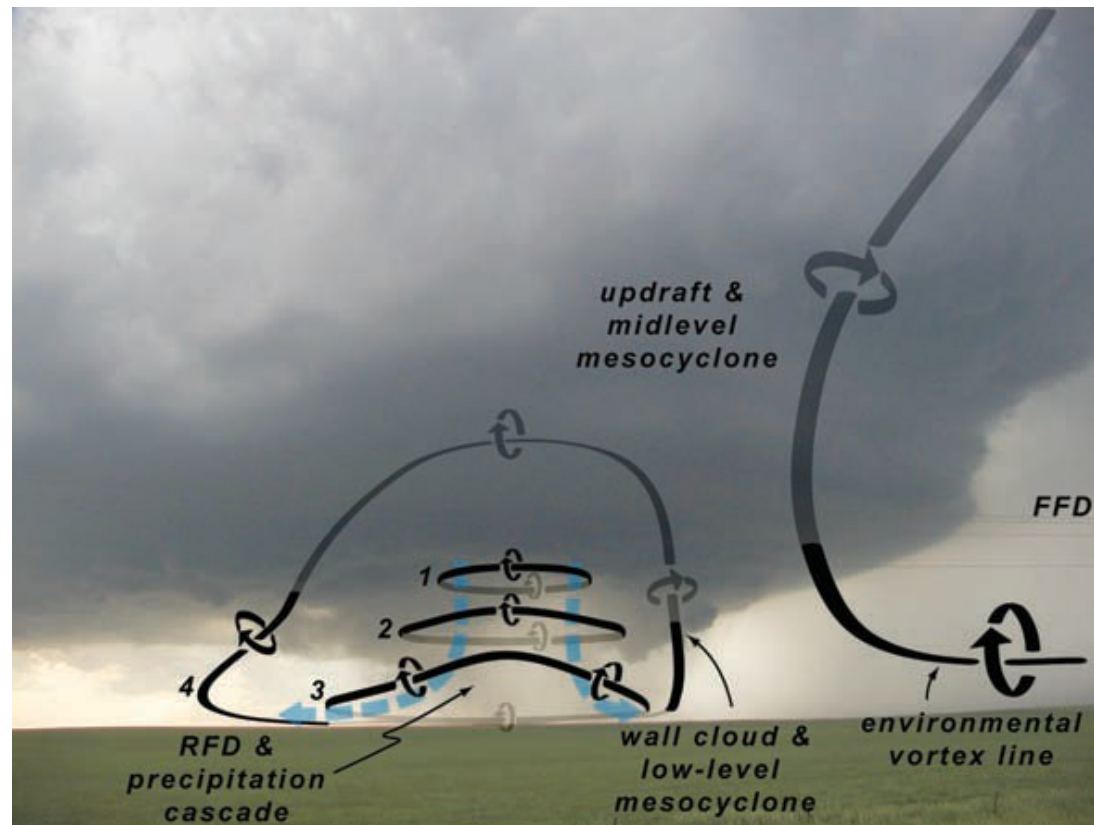 updraft &
midlevel
mesocyclone
FFD
1
2
3
4
RFD &
precipitation
cascade
wall cloud &
low-level
mesocyclone
environmental
vortex line